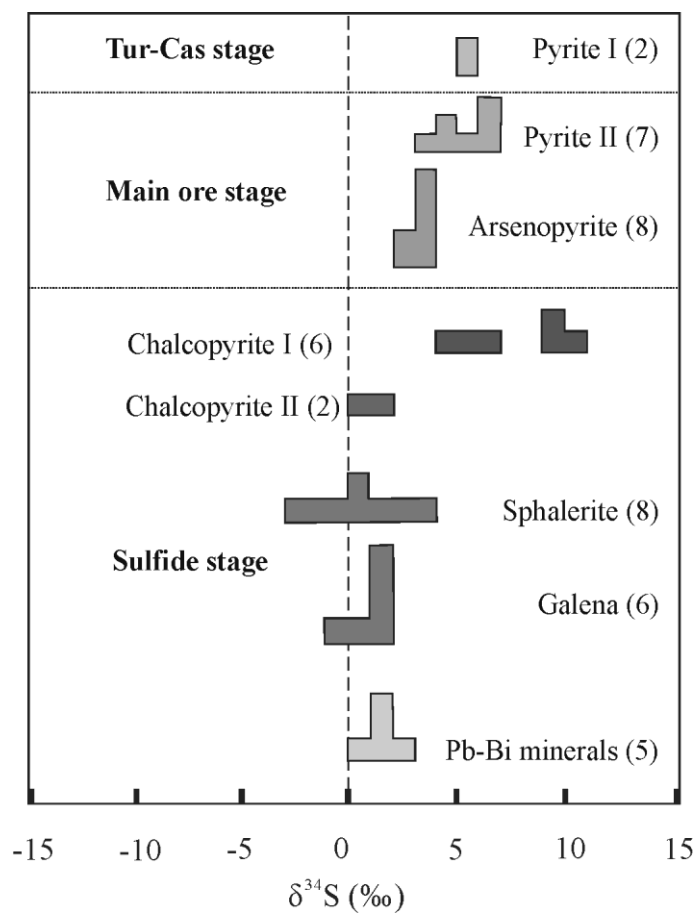 Tur-Cas stage
Pyrite I (2)
Pyrite II (7)
Main ore stage
Arsenopyrite (8)
Chalcopyrite I (6)
Chalcopyrite II (2)
Sphalerite (8)
Sulfide stage
Galena (6)
Pb-Bi minerals (5)
-15 -10 -5 0 5 10 15
δ³⁴S (‰)